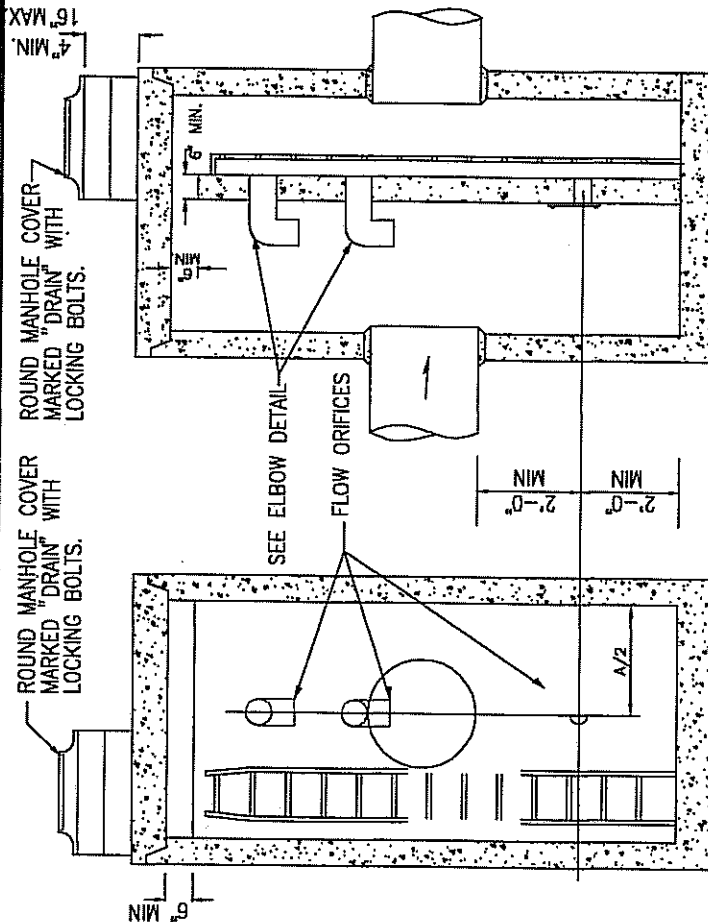 ROUND MANHOLE COVER
MARKED "DRAIN" WITH
LOCKING BOLTS.
ROUND MANHOLE COVER
MARKED "DRAIN" WITH
LOCKING BOLTS.
4" MIN.
16" MAX.
6" MIN
6" MIN
6" MIN.
SEE ELBOW DETAIL
FLOW ORIFICES
2'-0"
MIN
2'-0"
MIN
A/2